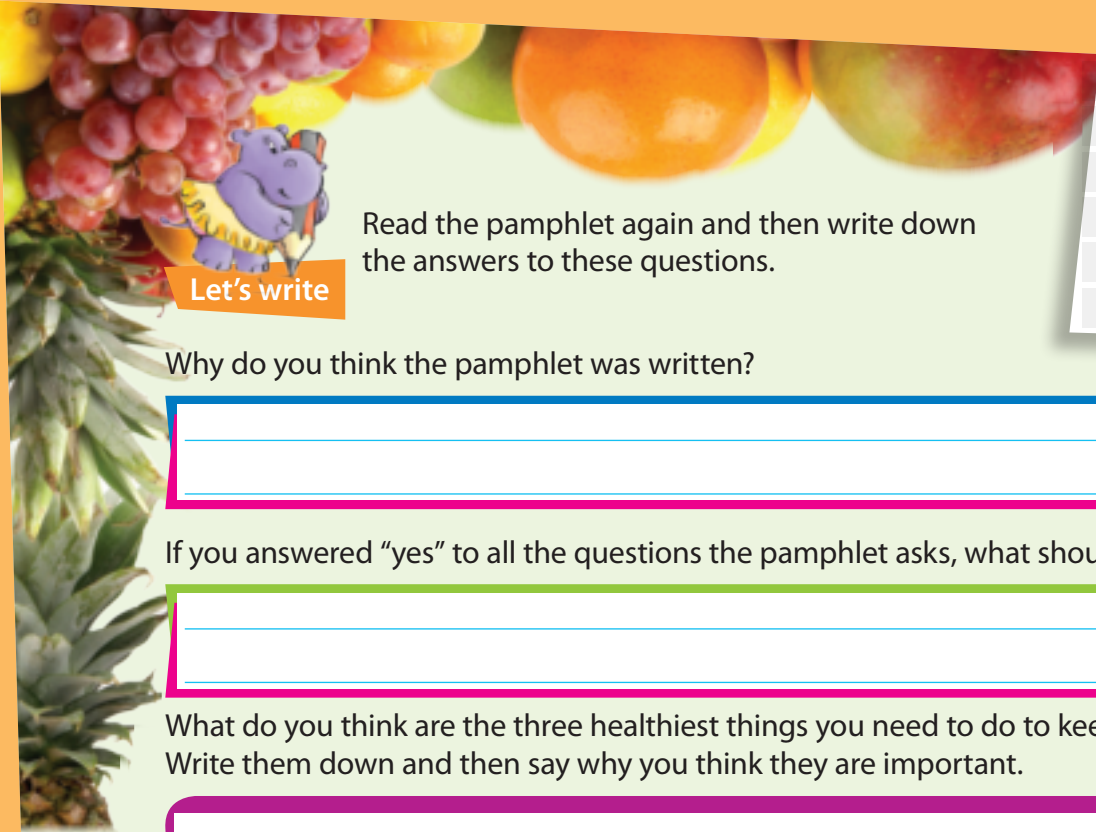 Read the pamphlet again and then write down
the answers to these questions.
Let's write
Why do you think the pamphlet was written?
If you answered “yes” to all the questions the pamphlet asks, what
What do you think are the three healthiest things you need to do to
Write them down and then say why you think they are important.